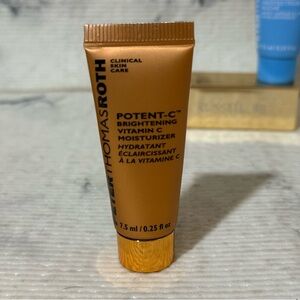 CLINICAL
SKIN
CARE
PETER THOMAS ROTH
POTENT-C™
BRIGHTENING
VITAMIN C
MOISTURIZER
HYDRATANT
ÉCLAIRCISSANT
À LA VITAMINE C
7.5 ml / 0.25 fl oz